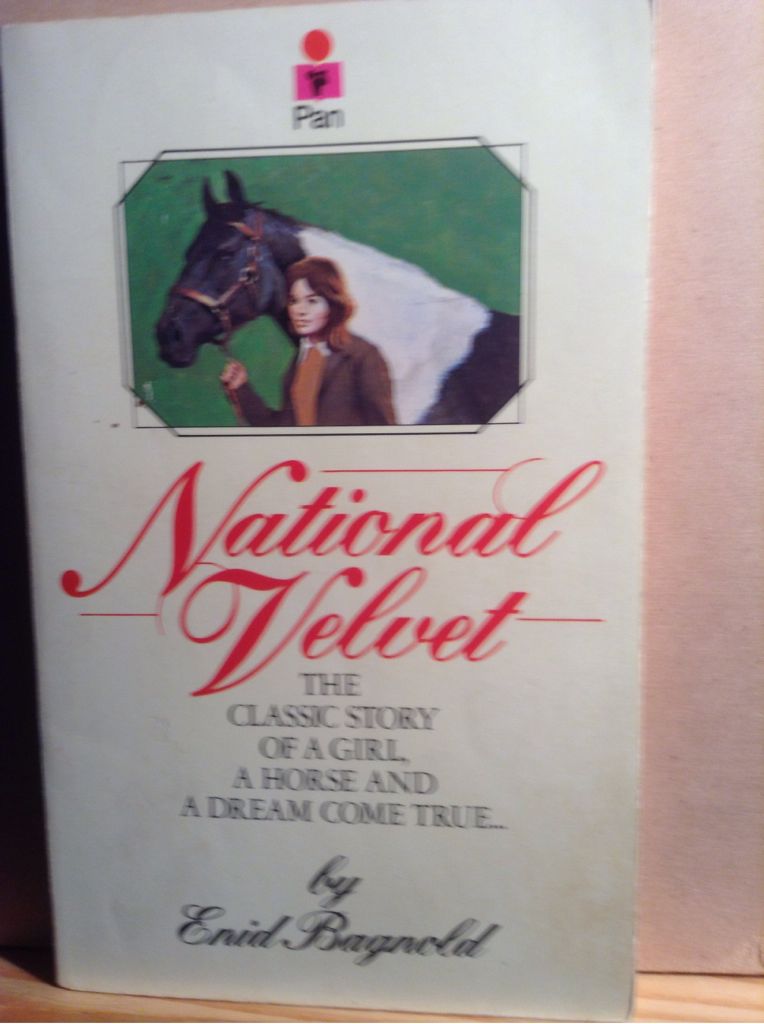 Pan
National
Velvet
THE
CLASSIC STORY
OF A GIRL,
A HORSE AND
A DREAM COME TRUE...
by
Enid Bagnold